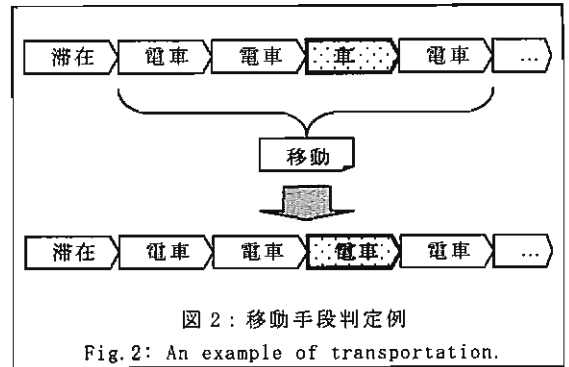 滞在 電車 電車 車 電車 …
移動
滞在 電車 電車 電車 電車 …
図2：移動手段判定例
Fig.2: An example of transportation.